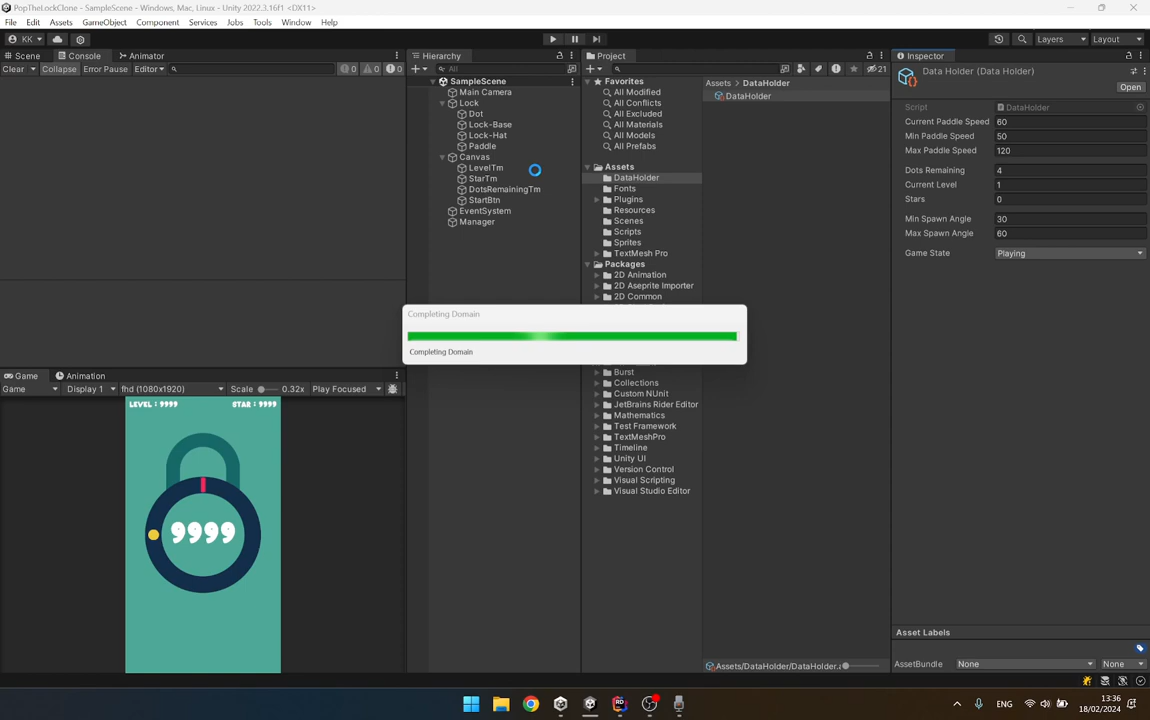 PopTheLockClone - SampleScene - Windows, Mac, Linux - Unity 2022.3.16f1 <DX11>
File Edit Assets GameObject Component Services Jobs Tools Window Help
KK Layers Layout
Scene Console Animator Hierarchy Project Inspector
Clear Collapse Error Pause Editor 0 0 0 All 21
Data Holder (Data Holder)
Open
SampleScene
Main Camera
Lock
Dot
Lock-Base
Lock-Hat
Paddle
Canvas
LevelTm
StarTm
DotsRemainingTm
StartBtn
EventSystem
Manager
Favorites
All Modified
All Conflicts
All Excluded
All Materials
All Models
All Prefabs
Assets
DataHolder
Fonts
Plugins
Resources
Scenes
Scripts
Sprites
TextMesh Pro
Packages
2D Animation
2D Aseprite Importer
2D Common
Burst
Collections
Custom NUnit
JetBrains Rider Editor
Mathematics
Test Framework
TextMeshPro
Timeline
Unity UI
Version Control
Visual Scripting
Visual Studio Editor
Assets > DataHolder
DataHolder
Assets/DataHolder/DataHolder.a
Script DataHolder
Current Paddle Speed 60
Min Paddle Speed 50
Max Paddle Speed 120
Dots Remaining 4
Current Level 1
Stars 0
Min Spawn Angle 30
Max Spawn Angle 60
Game State Playing
Completing Domain
Completing Domain
Game Animation
Game Display 1 fhd (1080x1920) Scale 0.32x Play Focused
LEVEL : 9999 STAR : 9999
9999
Asset Labels
AssetBundle None None
RD
ENG
13:36
18/02/2024